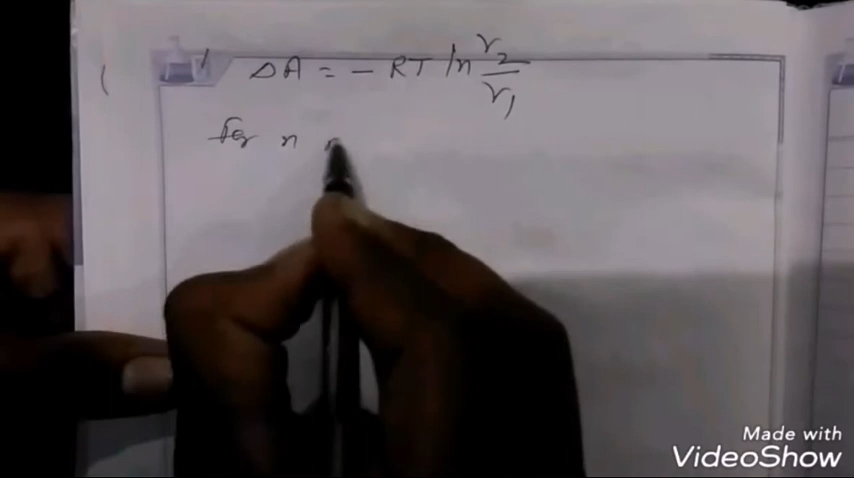 ΔA = - RT ln V2/V1
For n
Made with
VideoShow